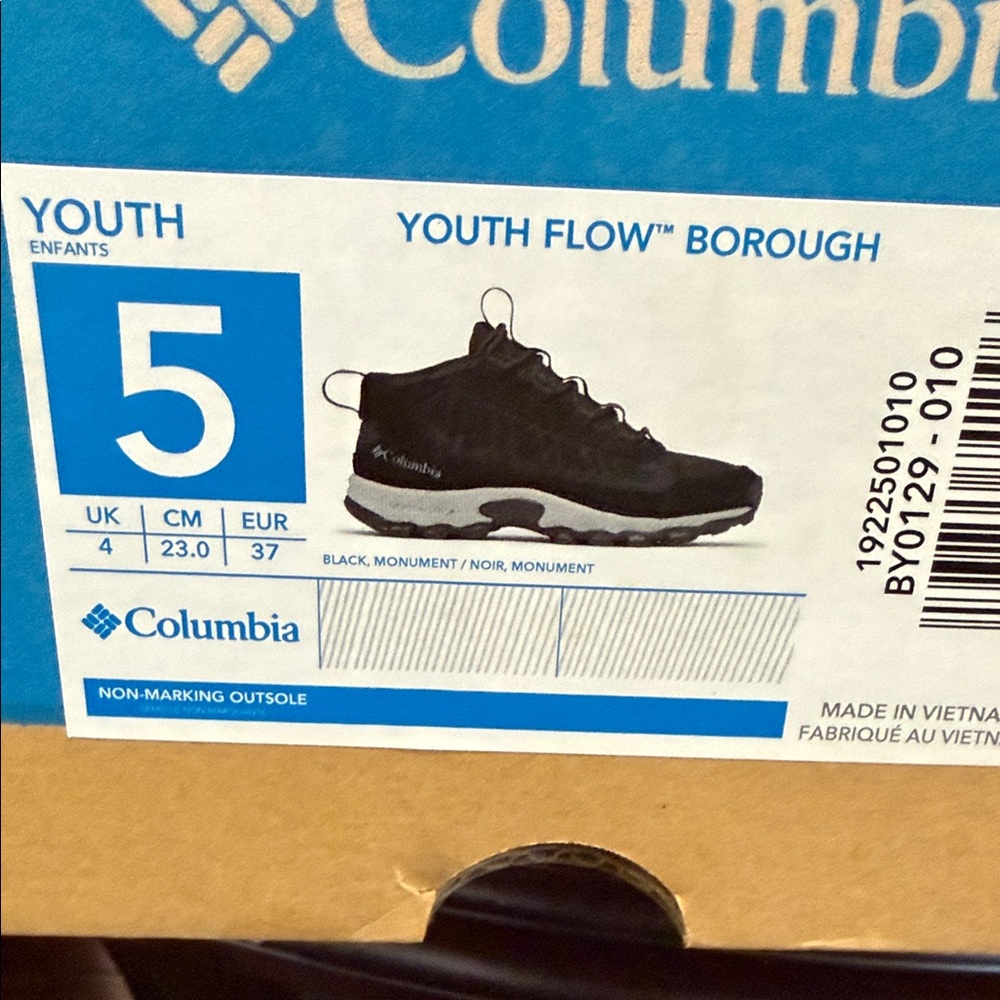 Columbi
YOUTH
ENFANTS
YOUTH FLOW™ BOROUGH
5
UK CM EUR
4 23.0 37
Columbia
BLACK, MONUMENT / NOIR, MONUMENT
192250101010
BY0129 - 010
Columbia
NON-MARKING OUTSOLE
MADE IN VIETNA
FABRIQUÉ AU VIETN